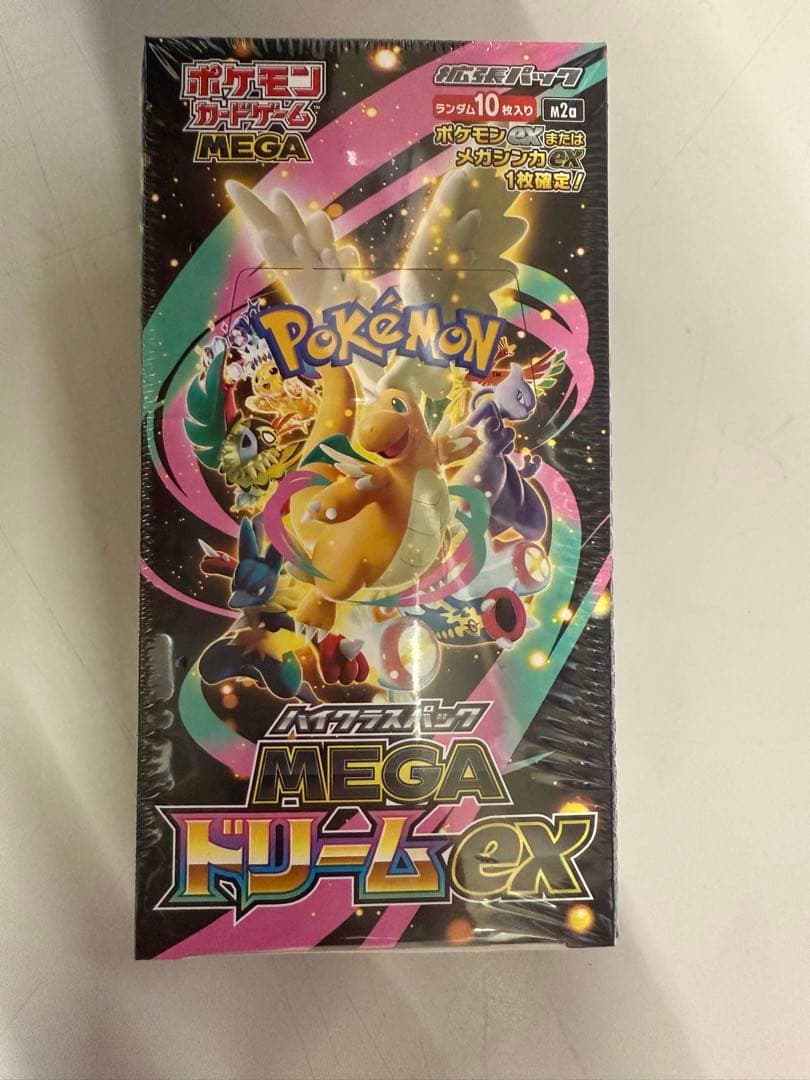 ポケモン
カードゲーム
MEGA
拡張パック
ランダム10枚入り M2a
ポケモンexまたは
メガシンカex
1枚確定!
POKéMON
TM
ハイクラスパック
MEGA
ドリームex